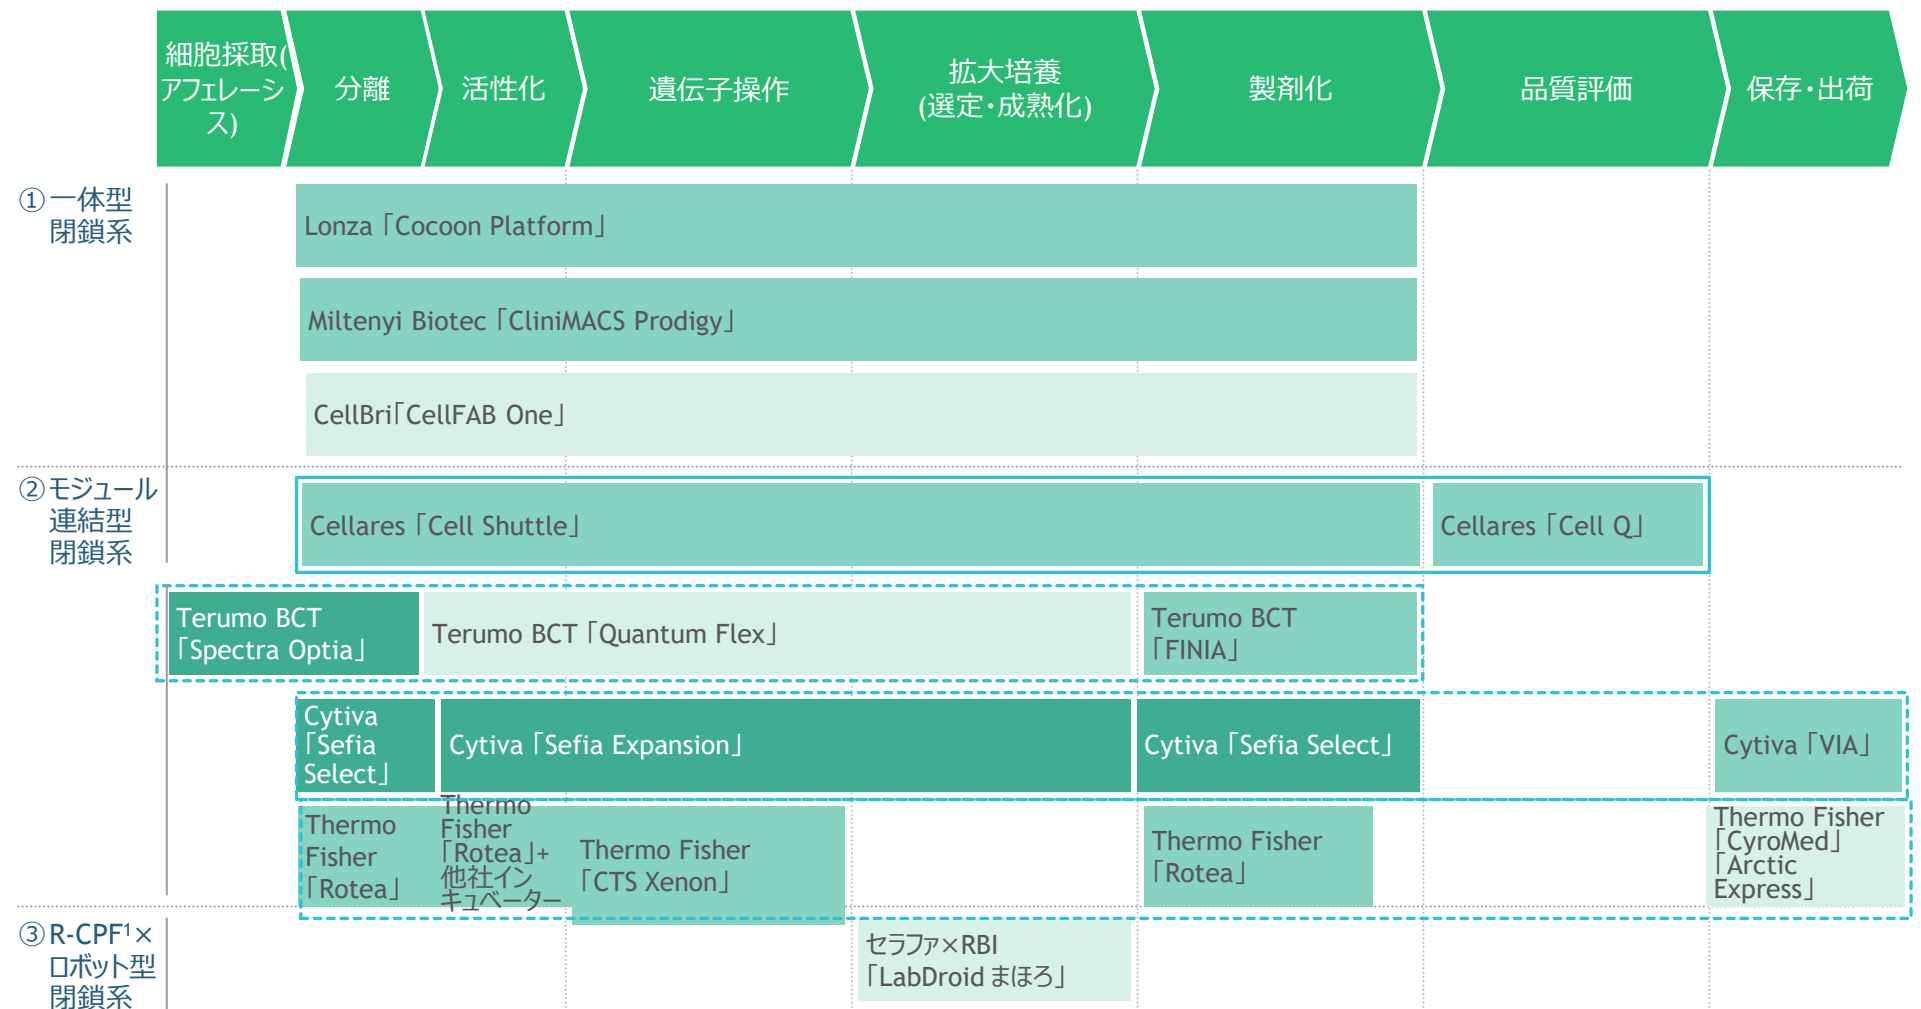 細胞採取(
アフェレーシ
ス)
分離
活性化
遺伝子操作
拡大培養
(選定・成熟化)
製剤化
品質評価
保存・出荷
① 一体型
閉鎖系
Lonza「Cocoon Platform」
Miltenyi Biotec「CliniMACS Prodigy」
CellBri「CellFAB One」
② モジュール
連結型
閉鎖系
Cellares「Cell Shuttle」
Cellares「Cell Q」
Terumo BCT
「Spectra Optia」
Terumo BCT「Quantum Flex」
Terumo BCT
「FINIA」
Cytiva
「Sefia
Select」
Cytiva「Sefia Expansion」
Cytiva「Sefia Select」
Cytiva「VIA」
Thermo
Fisher
「Rotea」
Thermo
Fisher
「Rotea」+
他社イン
キュベーター
Thermo Fisher
「CTS Xenon」
Thermo Fisher
「Rotea」
Thermo Fisher
「CyroMed」
「Arctic
Express」
③ R-CPF1×
ロボット型
閉鎖系
セラファ×RBI
「LabDroid まほろ」